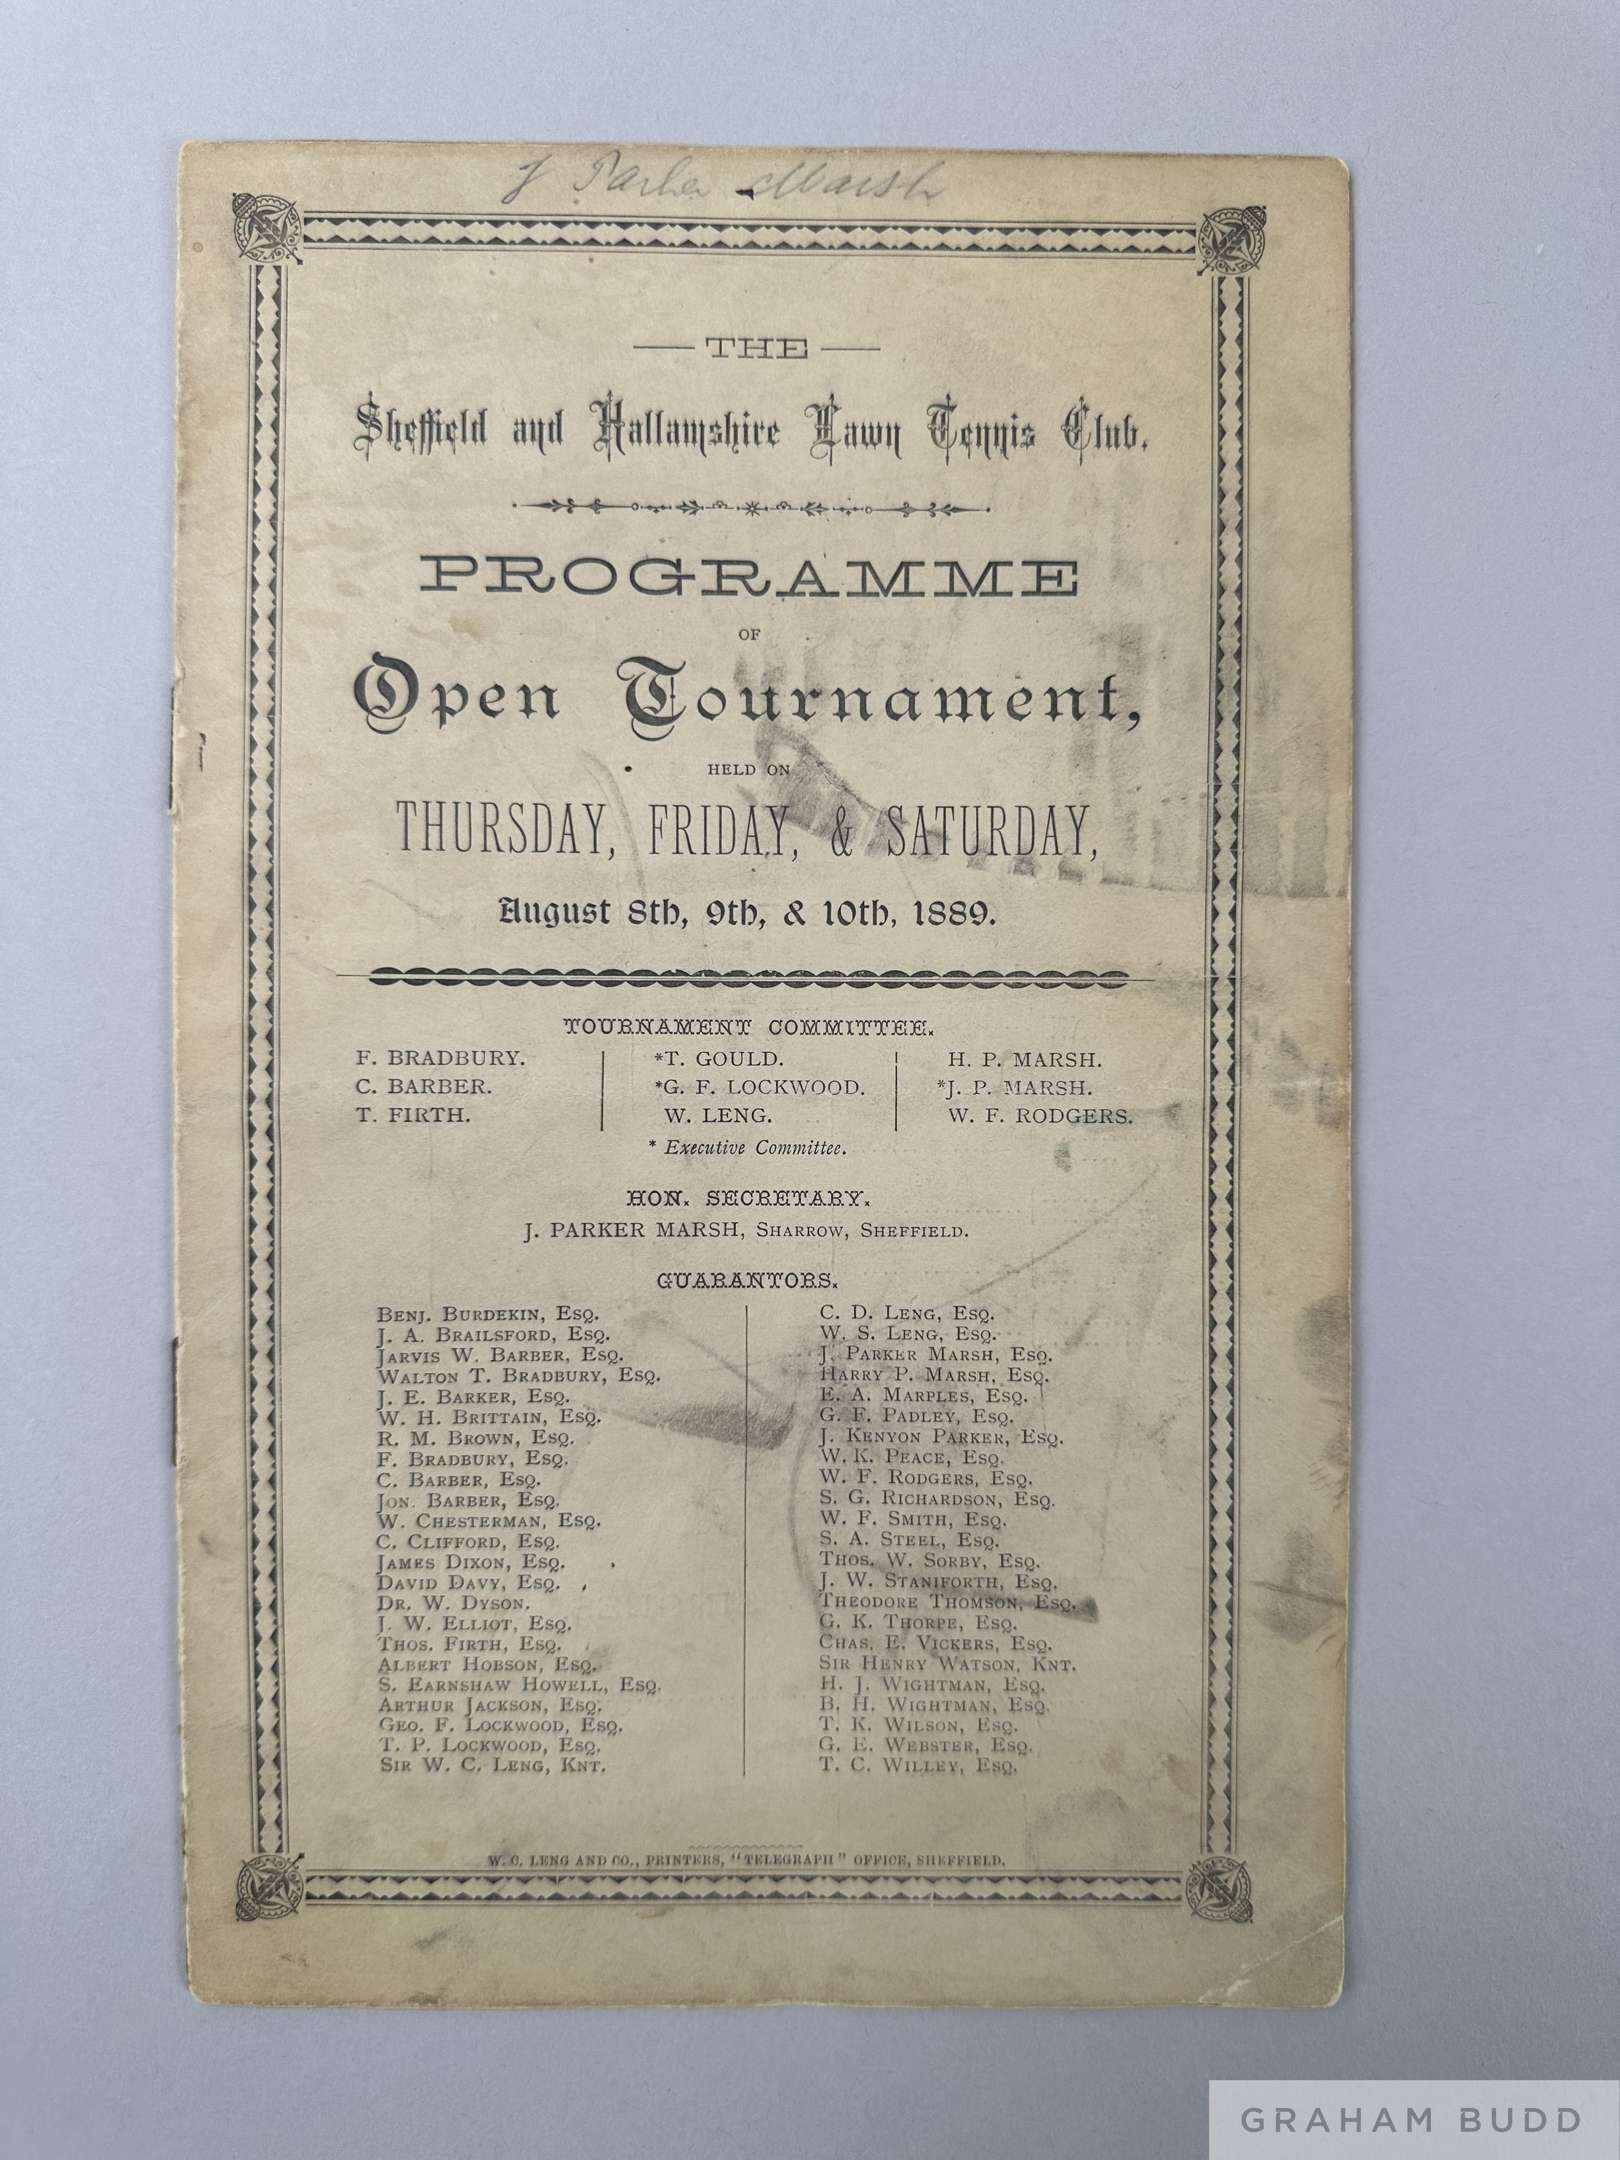 J Parker Marsh
THE
Sheffield and Hallamshire Lawn Tennis Club.
PROGRAMME
OF
Open Tournament,
HELD ON
THURSDAY, FRIDAY, & SATURDAY,
August 8th, 9th, & 10th, 1889.
TOURNAMENT COMMITTEE.
F. BRADBURY.
C. BARBER.
T. FIRTH.
*T. GOULD.
*G. F. LOCKWOOD.
W. LENG.
H. P. MARSH.
*J. P. MARSH.
W. F. RODGERS.
* Executive Committee.
HON. SECRETARY.
J. PARKER MARSH, SHARROW, SHEFFIELD.
GUARANTORS.
BENJ. BURDEKIN, ESQ.
J. A. BRAILSFORD, ESQ.
JARVIS W. BARBER, ESQ.
WALTON T. BRADBURY, ESQ.
J. E. BARKER, ESQ.
W. H. BRITTAIN, ESQ.
R. M. BROWN, ESQ.
F. BRADBURY, ESQ.
C. BARBER, ESQ.
JON. BARBER, ESQ.
W. CHESTERMAN, ESQ.
C. CLIFFORD, ESQ.
JAMES DIXON, ESQ.
DAVID DAVY, ESQ.
DR. W. DYSON.
J. W. ELLIOT, ESQ.
THOS. FIRTH, ESQ.
ALBERT HOBSON, ESQ.
S. EARNSHAW HOWELL, ESQ.
ARTHUR JACKSON, ESQ.
GEO. F. LOCKWOOD, ESQ.
T. P. LOCKWOOD, ESQ.
SIR W. C. LENG, KNT.
C. D. LENG, ESQ.
W. S. LENG, ESQ.
J. PARKER MARSH, ESQ.
HARRY P. MARSH, ESQ.
E. A. MARPLES, ESQ.
G. F. PADLEY, ESQ.
J. KENYON PARKER, ESQ.
W. K. PEACE, ESQ.
W. F. RODGERS, ESQ.
S. G. RICHARDSON, ESQ.
W. F. SMITH, ESQ.
S. A. STEEL, ESQ.
THOS. W. SORBY, ESQ.
J. W. STANIFORTH, ESQ.
THEODORE THOMSON, ESQ.
G. K. THORPE, ESQ.
CHAS. E. VICKERS, ESQ.
SIR HENRY WATSON, KNT.
H. J. WIGHTMAN, ESQ.
B. H. WIGHTMAN, ESQ.
T. K. WILSON, ESQ.
G. E. WEBSTER, ESQ.
T. C. WILLEY, ESQ.
W. C. LENG AND CO., PRINTERS, "TELEGRAPH" OFFICE, SHEFFIELD.
GRAHAM BUDD